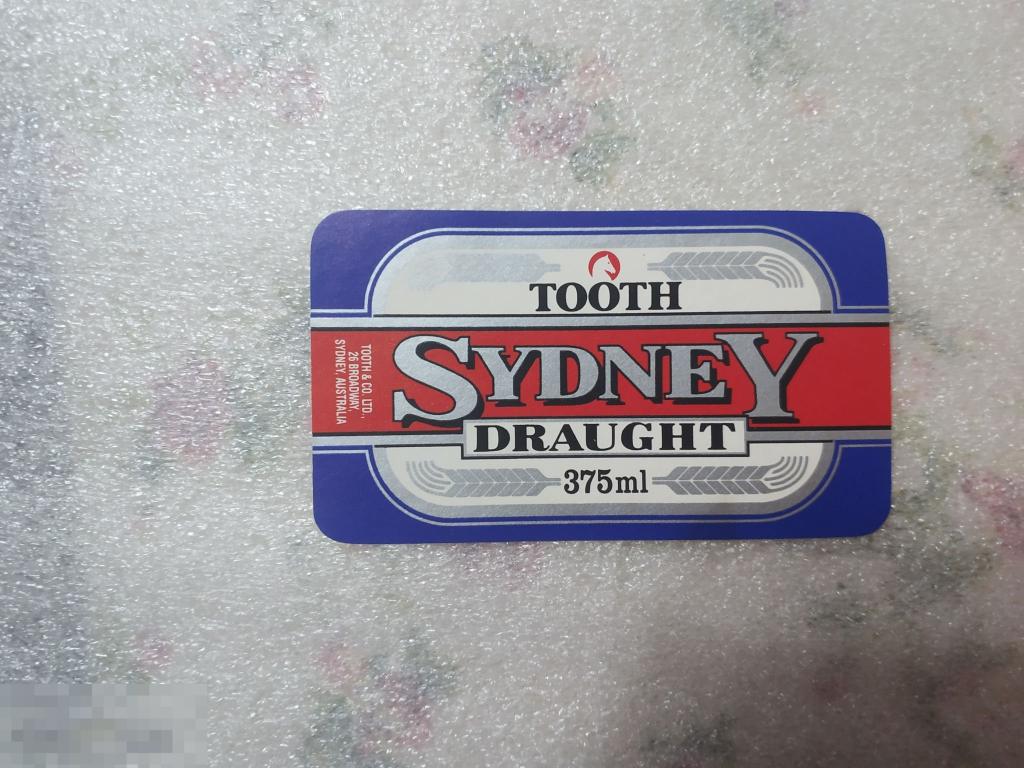 TOOTH
SYDNEY
DRAUGHT
375ml
TOOTH & CO. LTD.,
26 BROADWAY,
SYDNEY, AUSTRALIA